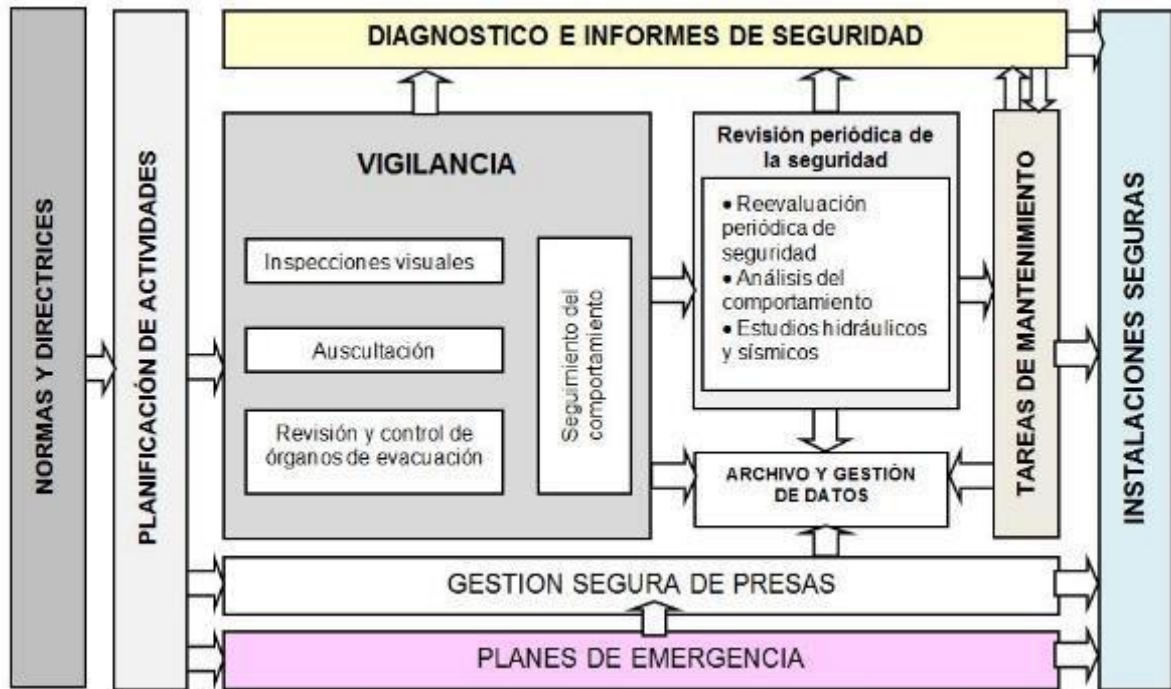 NORMAS Y DIRECTRICES
PLANIFICACIÓN DE ACTIVIDADES
DIAGNOSTICO E INFORMES DE SEGURIDAD
VIGILANCIA
Inspecciones visuales
Auscultación
Revisión y control de
órganos de evacuación
Seguimiento del
comportamiento
Revisión periódica de
la seguridad
• Reevaluación
periódica de
seguridad
• Análisis del
comportamiento
• Estudios hidráulicos
y sísmicos
ARCHIVO Y GESTIÓN
DE DATOS
TAREAS DE MANTENIMIENTO
INSTALACIONES SEGURAS
GESTION SEGURA DE PRESAS
PLANES DE EMERGENCIA